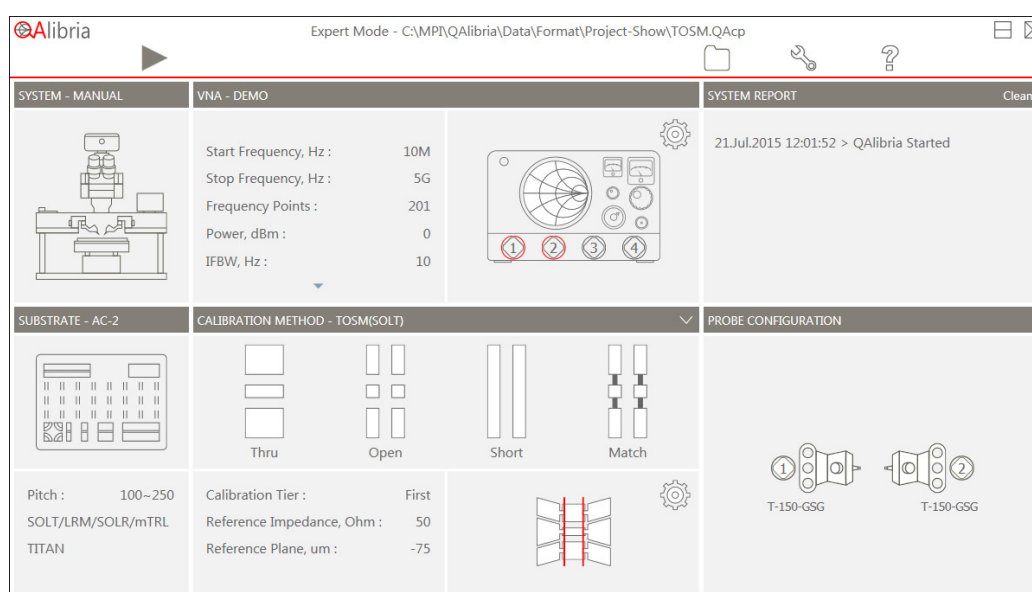 QAlibria
Expert Mode - C:\MPI\QAlibria\Data\Format\Project-Show\TOSM.QAcp
SYSTEM - MANUAL
VNA - DEMO
Start Frequency, Hz : 10M
Stop Frequency, Hz : 5G
Frequency Points : 201
Power, dBm : 0
IFBW, Hz : 10
1 2 3 4
SYSTEM REPORT Clean
21.Jul.2015 12:01:52 > QAlibria Started
SUBSTRATE - AC-2
Pitch : 100~250
SOLT/LRM/SOLR/mTRL
TITAN
CALIBRATION METHOD - TOSM(SOLT)
Thru Open Short Match
Calibration Tier : First
Reference Impedance, Ohm : 50
Reference Plane, um : -75
PROBE CONFIGURATION
1 2
T-150-GSG T-150-GSG